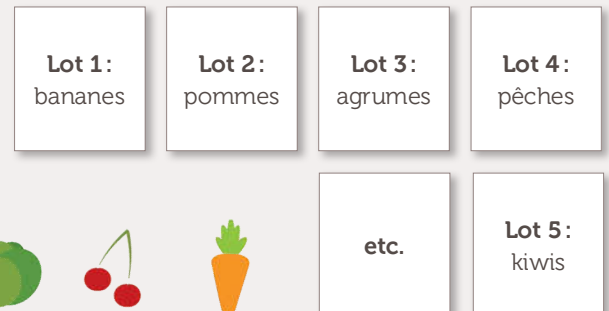 Lot 1 :
bananes
Lot 2 :
pommes
Lot 3 :
agrumes
Lot 4 :
pêches
etc.
Lot 5 :
kiwis